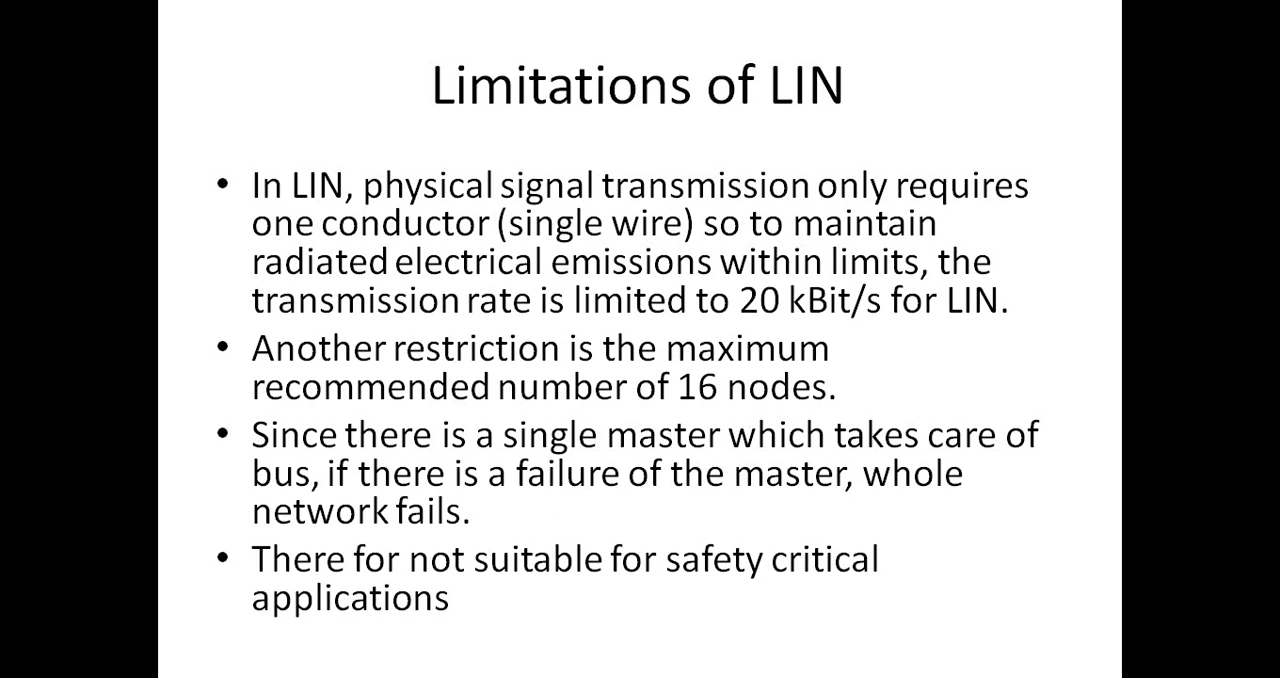 Limitations of LIN
• In LIN, physical signal transmission only requires
one conductor (single wire) so to maintain
radiated electrical emissions within limits, the
transmission rate is limited to 20 kBit/s for LIN.
• Another restriction is the maximum
recommended number of 16 nodes.
• Since there is a single master which takes care of
bus, if there is a failure of the master, whole
network fails.
• There for not suitable for safety critical
applications